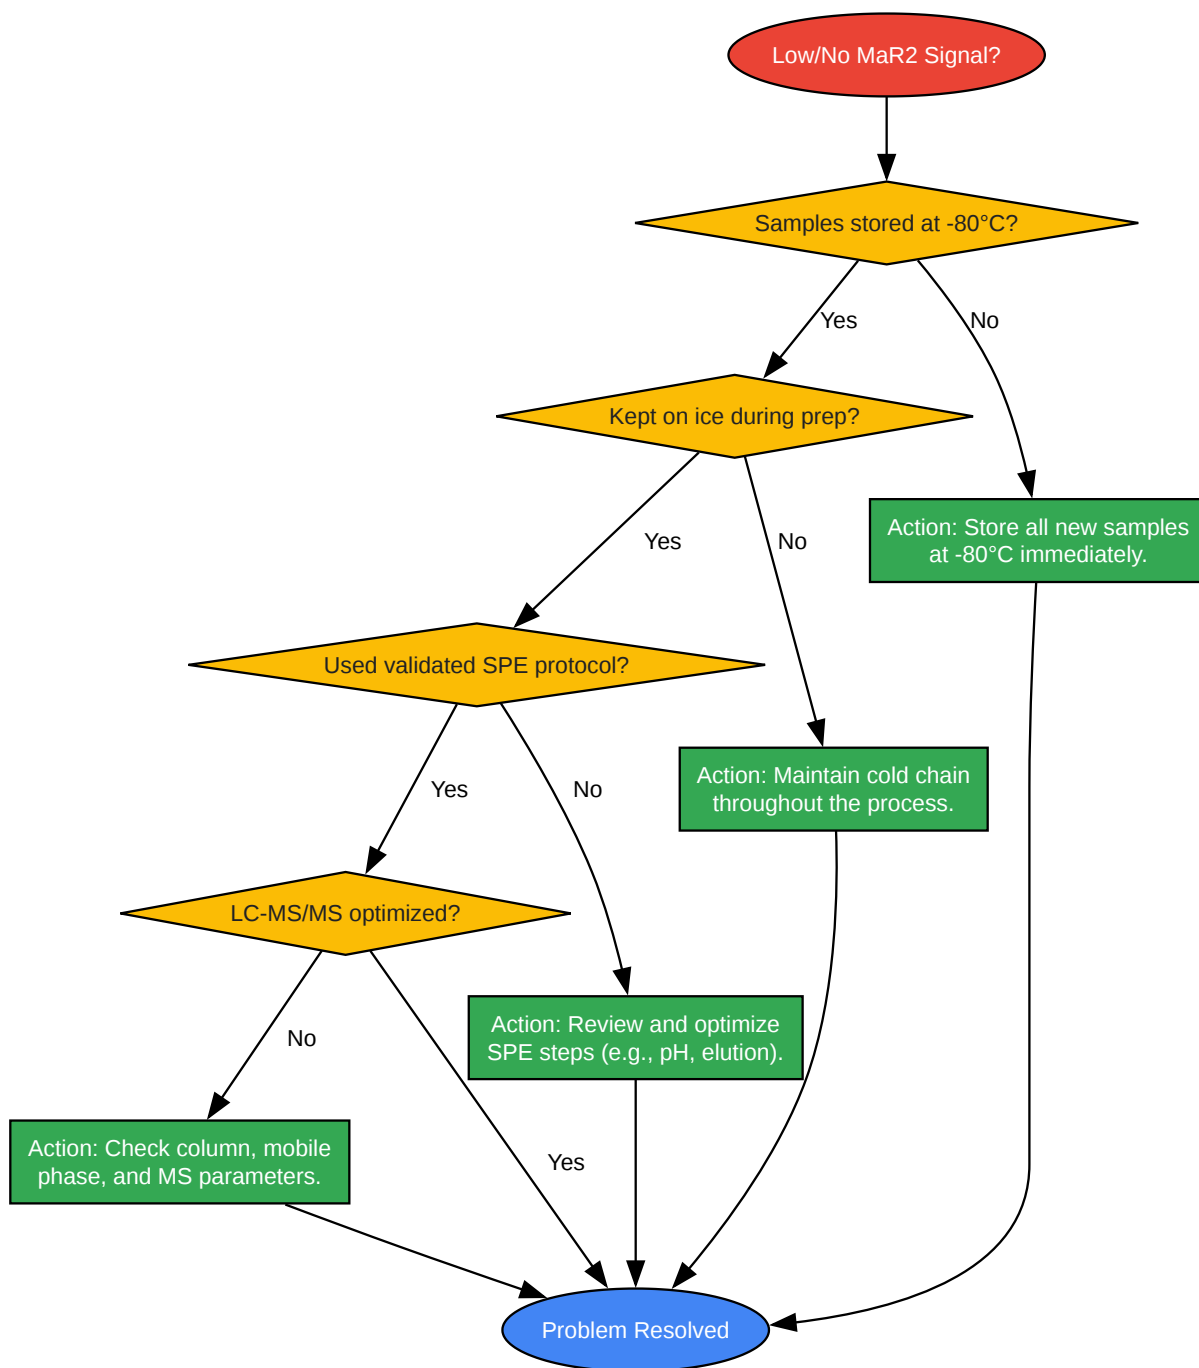 Low/No MaR2 Signal?
Samples stored at -80°C?
Yes
No
Kept on ice during prep?
Action: Store all new samples
at -80°C immediately.
Yes
No
Used validated SPE protocol?
Action: Maintain cold chain
throughout the process.
Yes
No
LC-MS/MS optimized?
Action: Review and optimize
SPE steps (e.g., pH, elution).
No
Action: Check column, mobile
phase, and MS parameters.
Yes
Problem Resolved